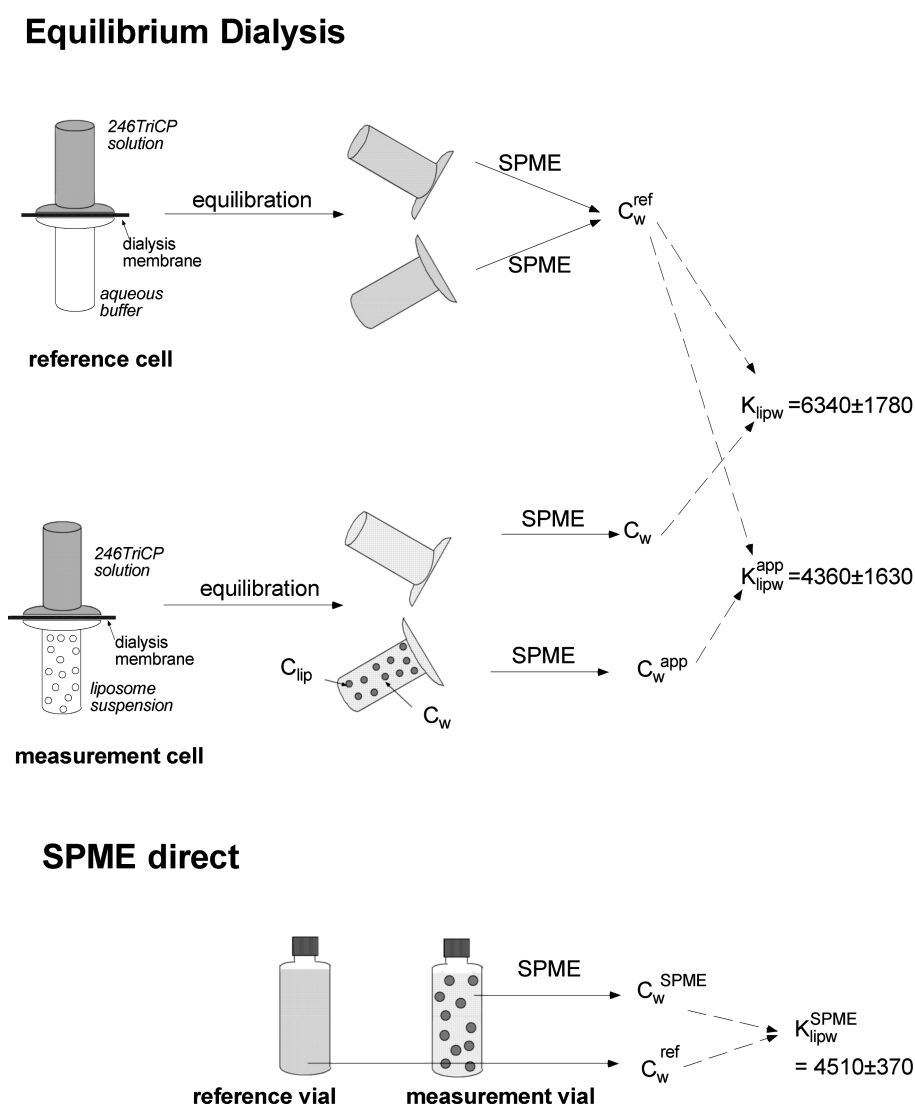 Equilibrium Dialysis
246TriCP
solution
SPME
equilibration
C_w^ref
dialysis
membrane
SPME
aqueous
buffer
reference cell
K_lipw =6340±1780
SPME
C_w
246TriCP
solution
equilibration
K_lipw^app =4360±1630
dialysis
membrane
C_lip
SPME
C_w^app
liposome
suspension
C_w
measurement cell
SPME direct
SPME
C_w^SPME
K_lipw^SPME
C_w^ref
= 4510±370
reference vial
measurement vial